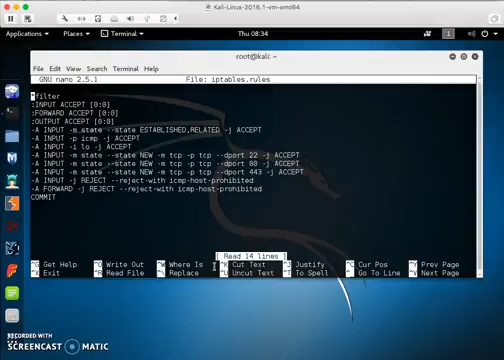 Kali-Linux-2016.1-vm-amd64
Applications
Places
Terminal
Thu 08:34
1
root@kali: ~
File Edit View Search Terminal Help
GNU nano 2.5.1 File: iptables.rules
*filter
:INPUT ACCEPT [0:0]
:FORWARD ACCEPT [0:0]
:OUTPUT ACCEPT [0:0]
-A INPUT -m state --state ESTABLISHED,RELATED -j ACCEPT
-A INPUT -p icmp -j ACCEPT
-A INPUT -i lo -j ACCEPT
-A INPUT -m state --state NEW -m tcp -p tcp --dport 22 -j ACCEPT
-A INPUT -m state --state NEW -m tcp -p tcp --dport 80 -j ACCEPT
-A INPUT -m state --state NEW -m tcp -p tcp --dport 443 -j ACCEPT
-A INPUT -j REJECT --reject-with icmp-host-prohibited
-A FORWARD -j REJECT --reject-with icmp-host-prohibited
COMMIT
[ Read 14 lines ]
^G Get Help ^O Write Out ^W Where Is ^K Cut Text ^J Justify ^C Cur Pos ^Y Prev Page
^X Exit ^R Read File ^\ Replace ^U Uncut Text ^T To Spell ^_ Go To Line ^V Next Page
RECORDED WITH
SCREENCAST MATIC